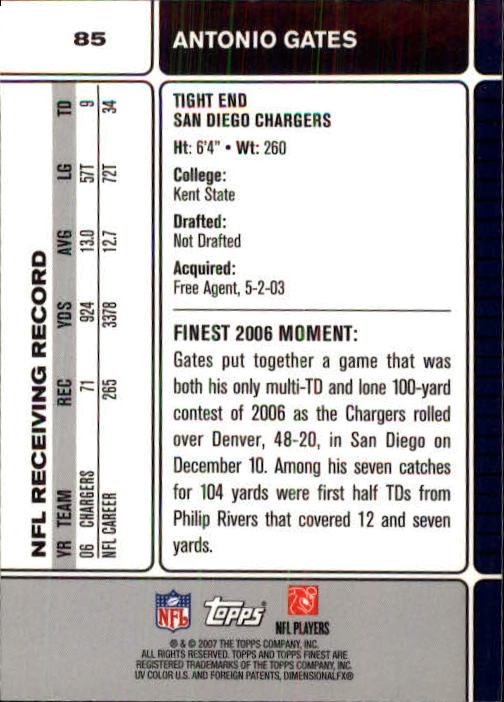 85
ANTONIO GATES
NFL RECEIVING RECORD
YR TEAM REC YDS AVG LG TD
06 CHARGERS 71 924 13.0 57T 9
NFL CAREER 265 3378 12.7 72T 34
TIGHT END
SAN DIEGO CHARGERS
Ht: 6'4" • Wt: 260
College:
Kent State
Drafted:
Not Drafted
Acquired:
Free Agent, 5-2-03
FINEST 2006 MOMENT:
Gates put together a game that was
both his only multi-TD and lone 100-yard
contest of 2006 as the Chargers rolled
over Denver, 48-20, in San Diego on
December 10. Among his seven catches
for 104 yards were first half TDs from
Philip Rivers that covered 12 and seven
yards.
NFL
Topps
NFL PLAYERS
® & © 2007 THE TOPPS COMPANY, INC.
ALL RIGHTS RESERVED. TOPPS AND TOPPS FINEST ARE
REGISTERED TRADEMARKS OF THE TOPPS COMPANY, INC.
UV COLOR U.S. AND FOREIGN PATENTS, DIMENSIONALFX®